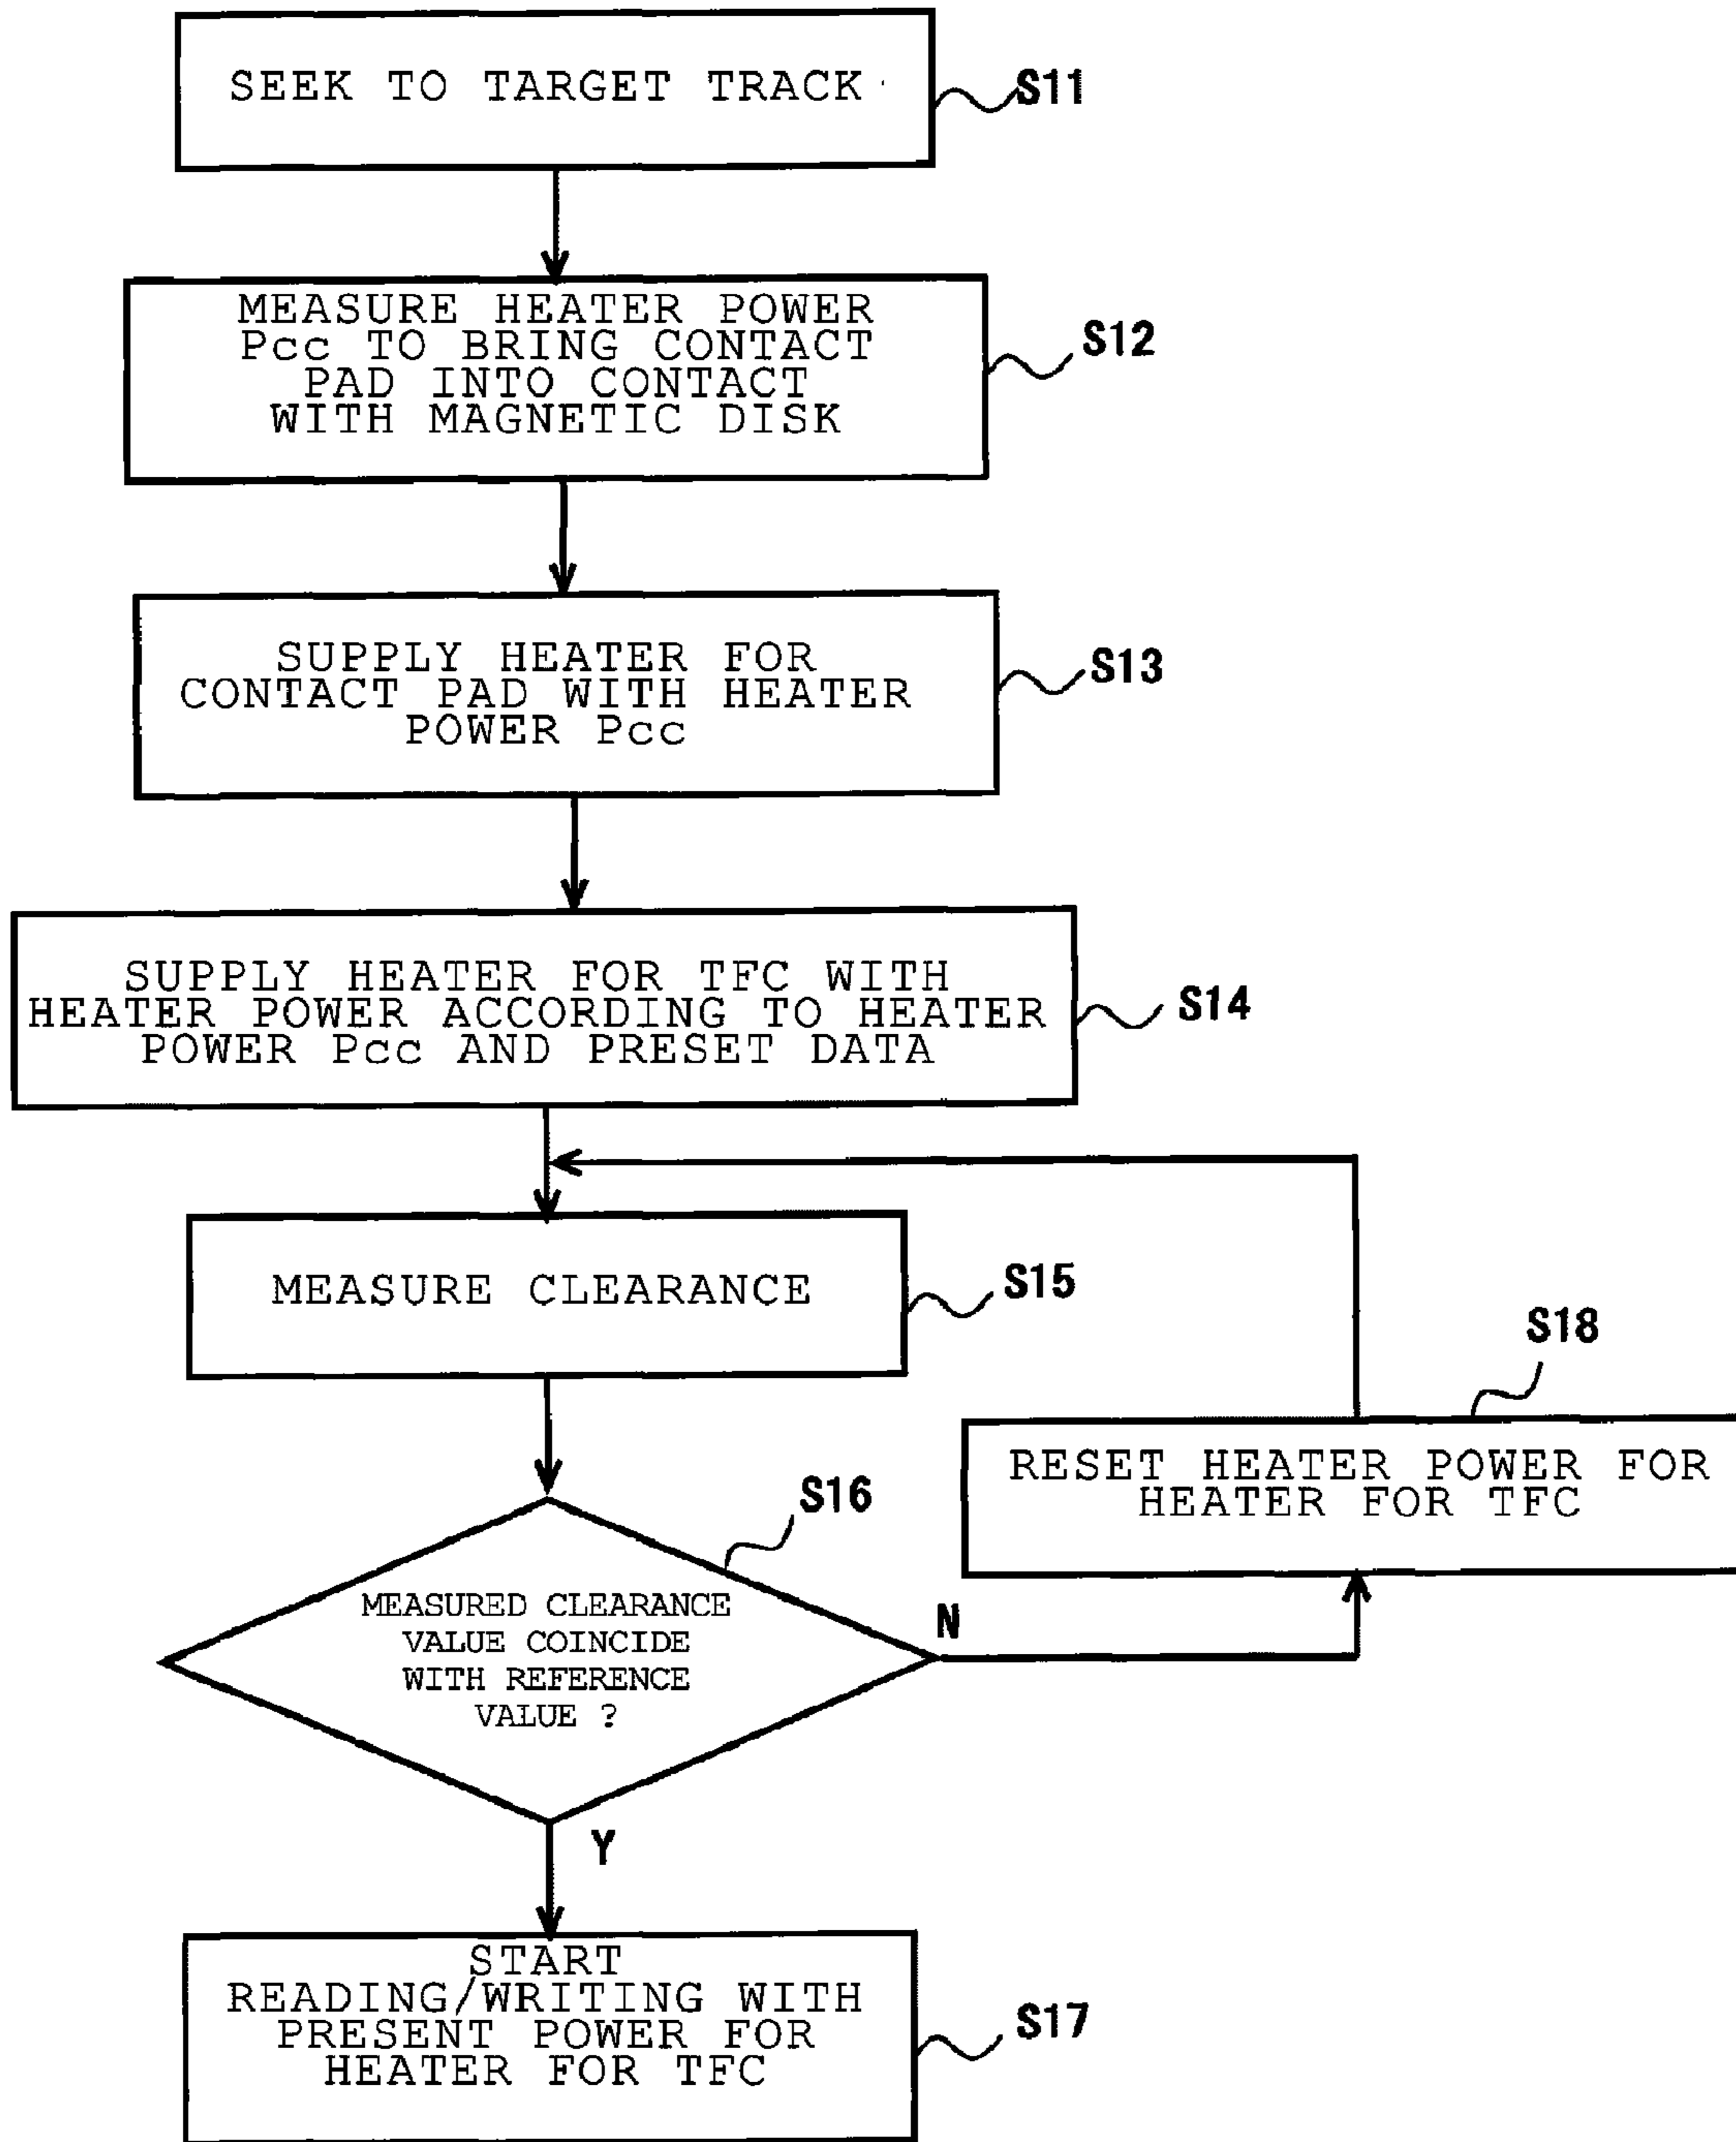 SEEK TO TARGET TRACK
S11
MEASURE HEATER POWER
Pcc TO BRING CONTACT
PAD INTO CONTACT
WITH MAGNETIC DISK
S12
SUPPLY HEATER FOR
CONTACT PAD WITH HEATER
POWER Pcc
S13
SUPPLY HEATER FOR TFC WITH
HEATER POWER ACCORDING TO HEATER
POWER Pcc AND PRESET DATA
S14
MEASURE CLEARANCE
S15
S18
RESET HEATER POWER FOR
HEATER FOR TFC
S16
MEASURED CLEARANCE
VALUE COINCIDE
WITH REFERENCE
VALUE ?
N
Y
START
READING/WRITING WITH
PRESENT POWER FOR
HEATER FOR TFC
S17